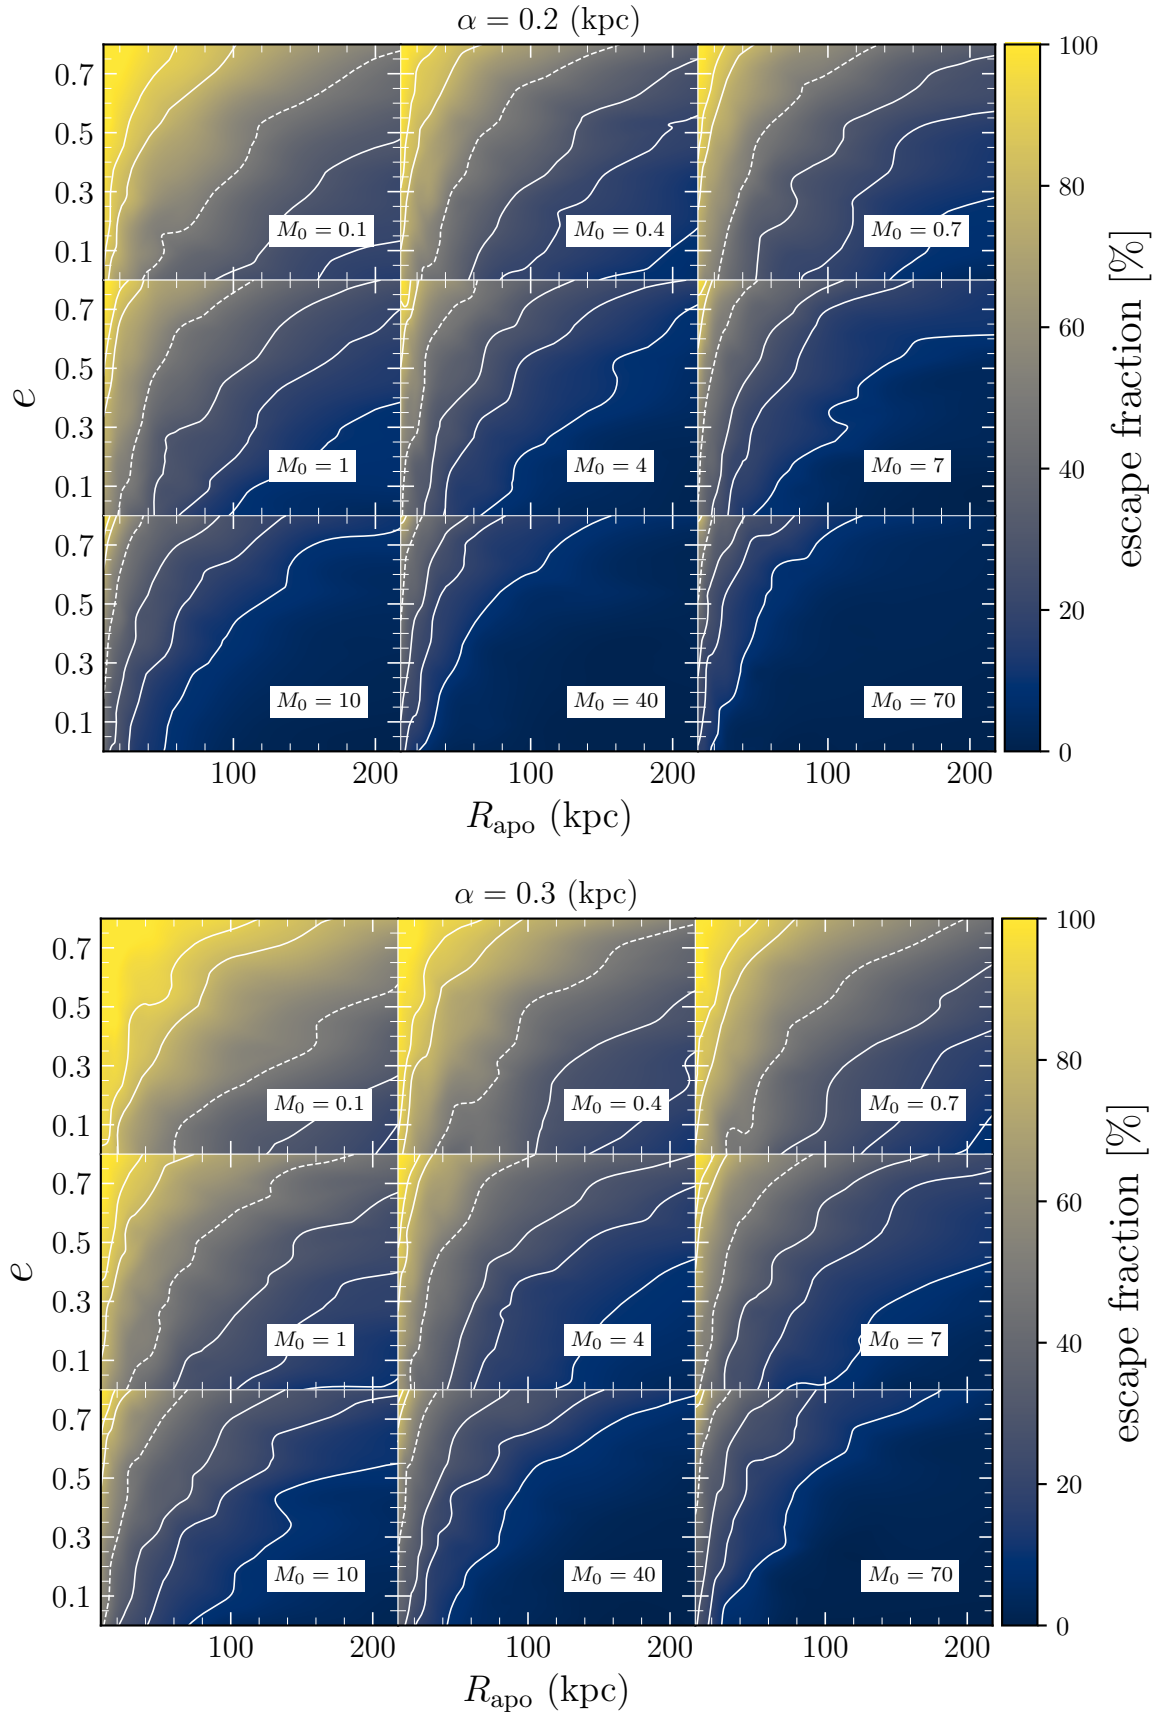 α = 0.2 (kpc)
0.7
0.5
0.3
0.1
M₀ = 0.1
M₀ = 0.4
M₀ = 0.7
0.7
0.5
0.3
0.1
M₀ = 1
M₀ = 4
M₀ = 7
0.7
0.5
0.3
0.1
M₀ = 10
M₀ = 40
M₀ = 70
e
100 200 100 200 100 200
R_apo (kpc)
100
80
60
40
20
0
escape fraction [%]
α = 0.3 (kpc)
0.7
0.5
0.3
0.1
M₀ = 0.1
M₀ = 0.4
M₀ = 0.7
0.7
0.5
0.3
0.1
M₀ = 1
M₀ = 4
M₀ = 7
0.7
0.5
0.3
0.1
M₀ = 10
M₀ = 40
M₀ = 70
e
100 200 100 200 100 200
R_apo (kpc)
100
80
60
40
20
0
escape fraction [%]